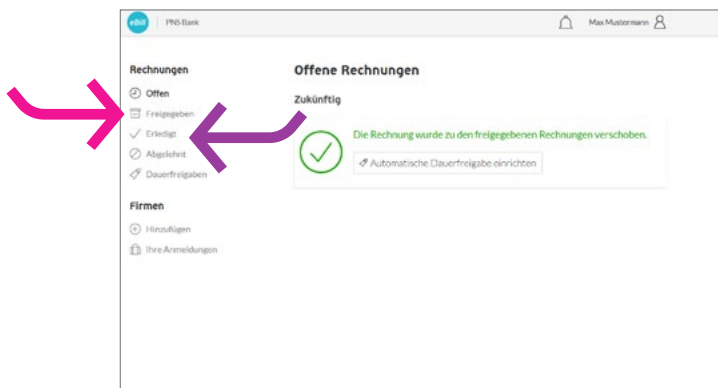 eBill PNS Bank Max Mustermann
Rechnungen
Offen
Freigegeben
Erledigt
Abgelehnt
Dauerfreigaben
Firmen
Hinzufügen
Ihre Anmeldungen
Offene Rechnungen
Zukünftig
Die Rechnung wurde zu den freigegebenen Rechnungen verschoben.
Automatische Dauerfreigabe einrichten